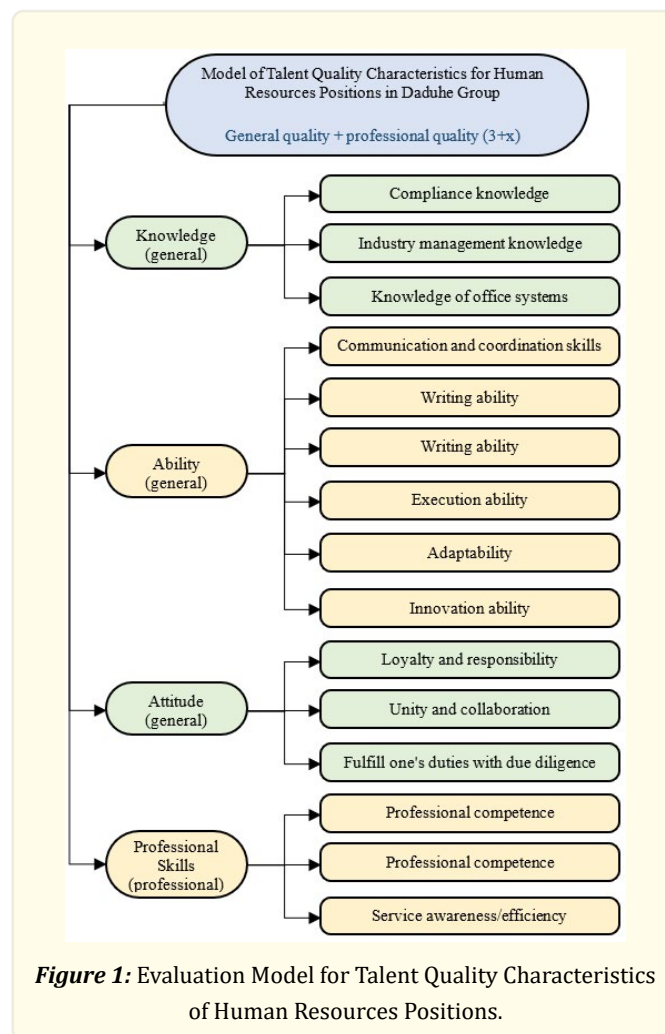 Model of Talent Quality Characteristics for Human
Resources Positions in Daduhe Group
General quality + professional quality (3+x)
Knowledge
(general)
Compliance knowledge
Industry management knowledge
Knowledge of office systems
Ability
(general)
Communication and coordination skills
Writing ability
Writing ability
Execution ability
Adaptability
Innovation ability
Attitude
(general)
Loyalty and responsibility
Unity and collaboration
Fulfill one's duties with due diligence
Professional
Skills
(professional)
Professional competence
Professional competence
Service awareness/efficiency
Figure 1: Evaluation Model for Talent Quality Characteristics
of Human Resources Positions.